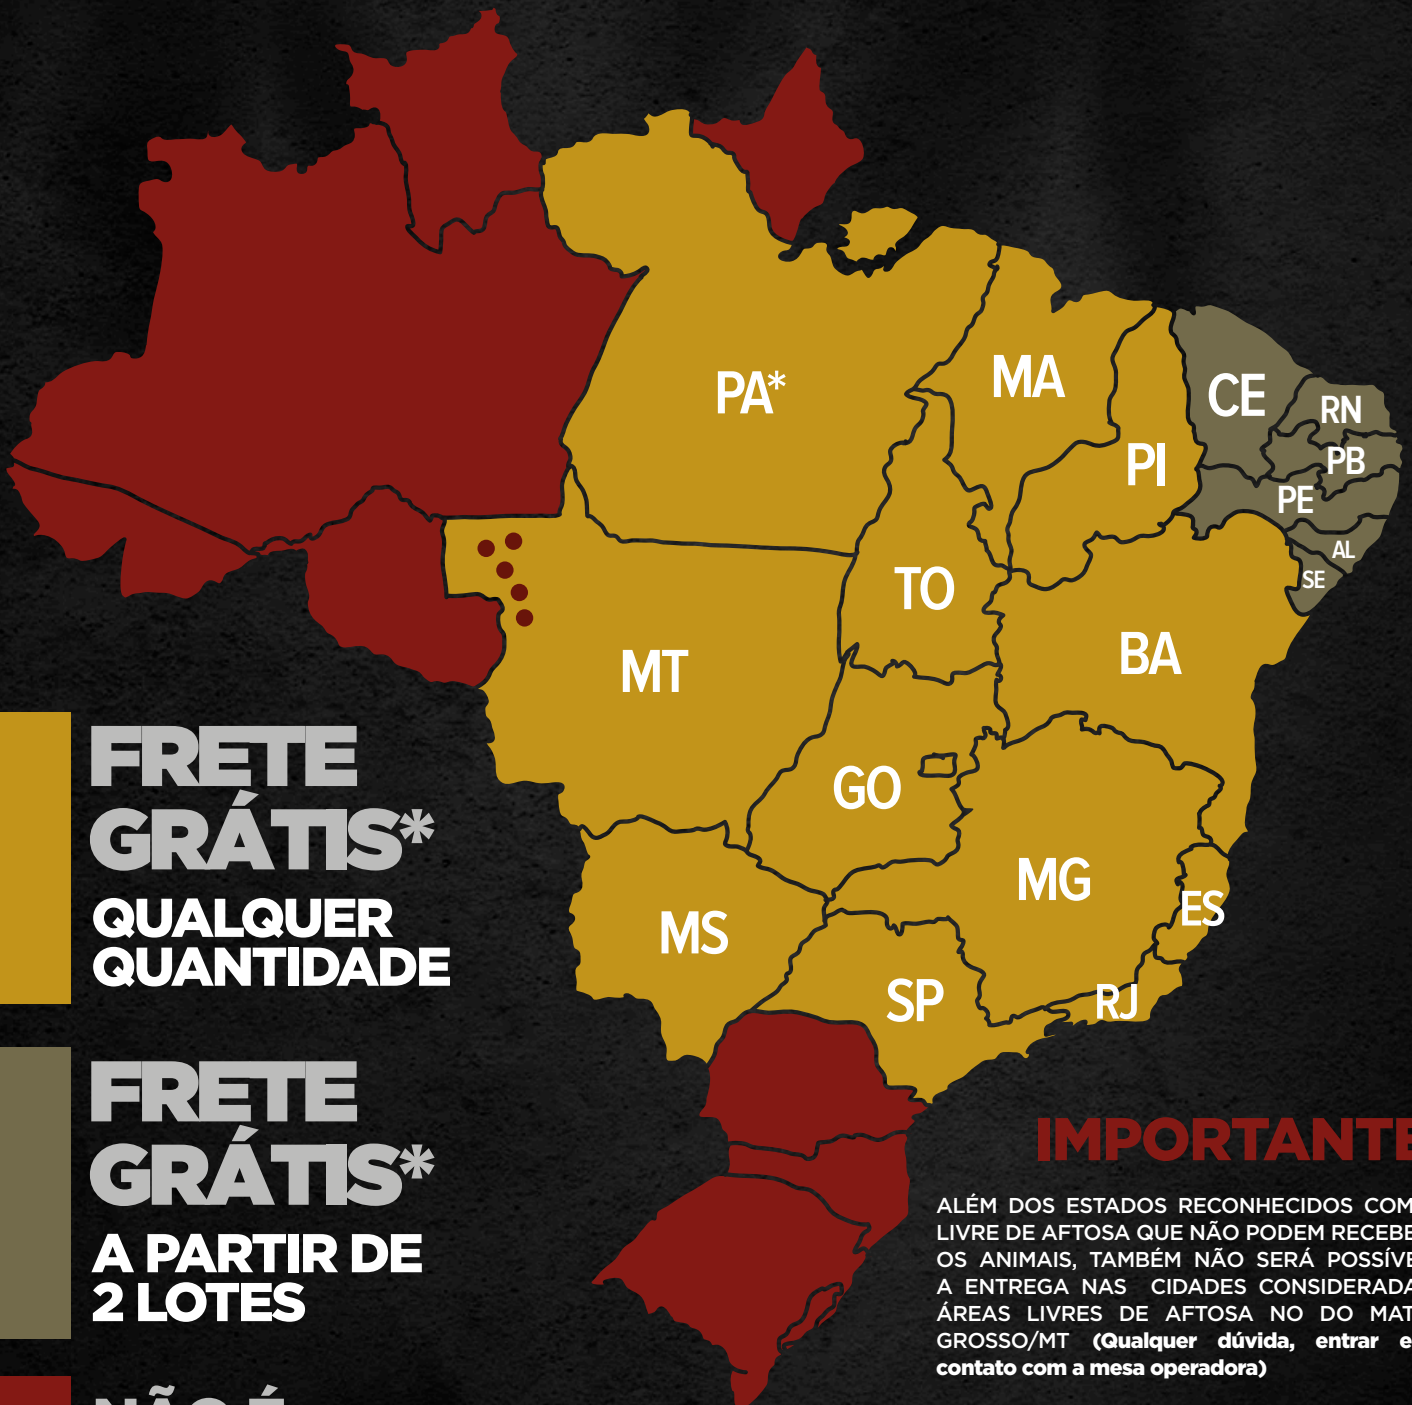 PA*
MA
CE
RN
PB
PI
PE
AL
SE
TO
BA
MT
GO
MG
ES
MS
SP
RJ
FRETE
GRÁTIS*
QUALQUER
QUANTIDADE
FRETE
GRÁTIS*
A PARTIR DE
2 LOTES
NÃO É
IMPORTANTE
ALÉM DOS ESTADOS RECONHECIDOS COM
LIVRE DE AFTOSA QUE NÃO PODEM RECEBE
OS ANIMAIS, TAMBÉM NÃO SERÁ POSSÍVE
A ENTREGA NAS CIDADES CONSIDERADA
ÁREAS LIVRES DE AFTOSA NO DO MAT
GROSSO/MT (Qualquer dúvida, entrar e
contato com a mesa operadora)